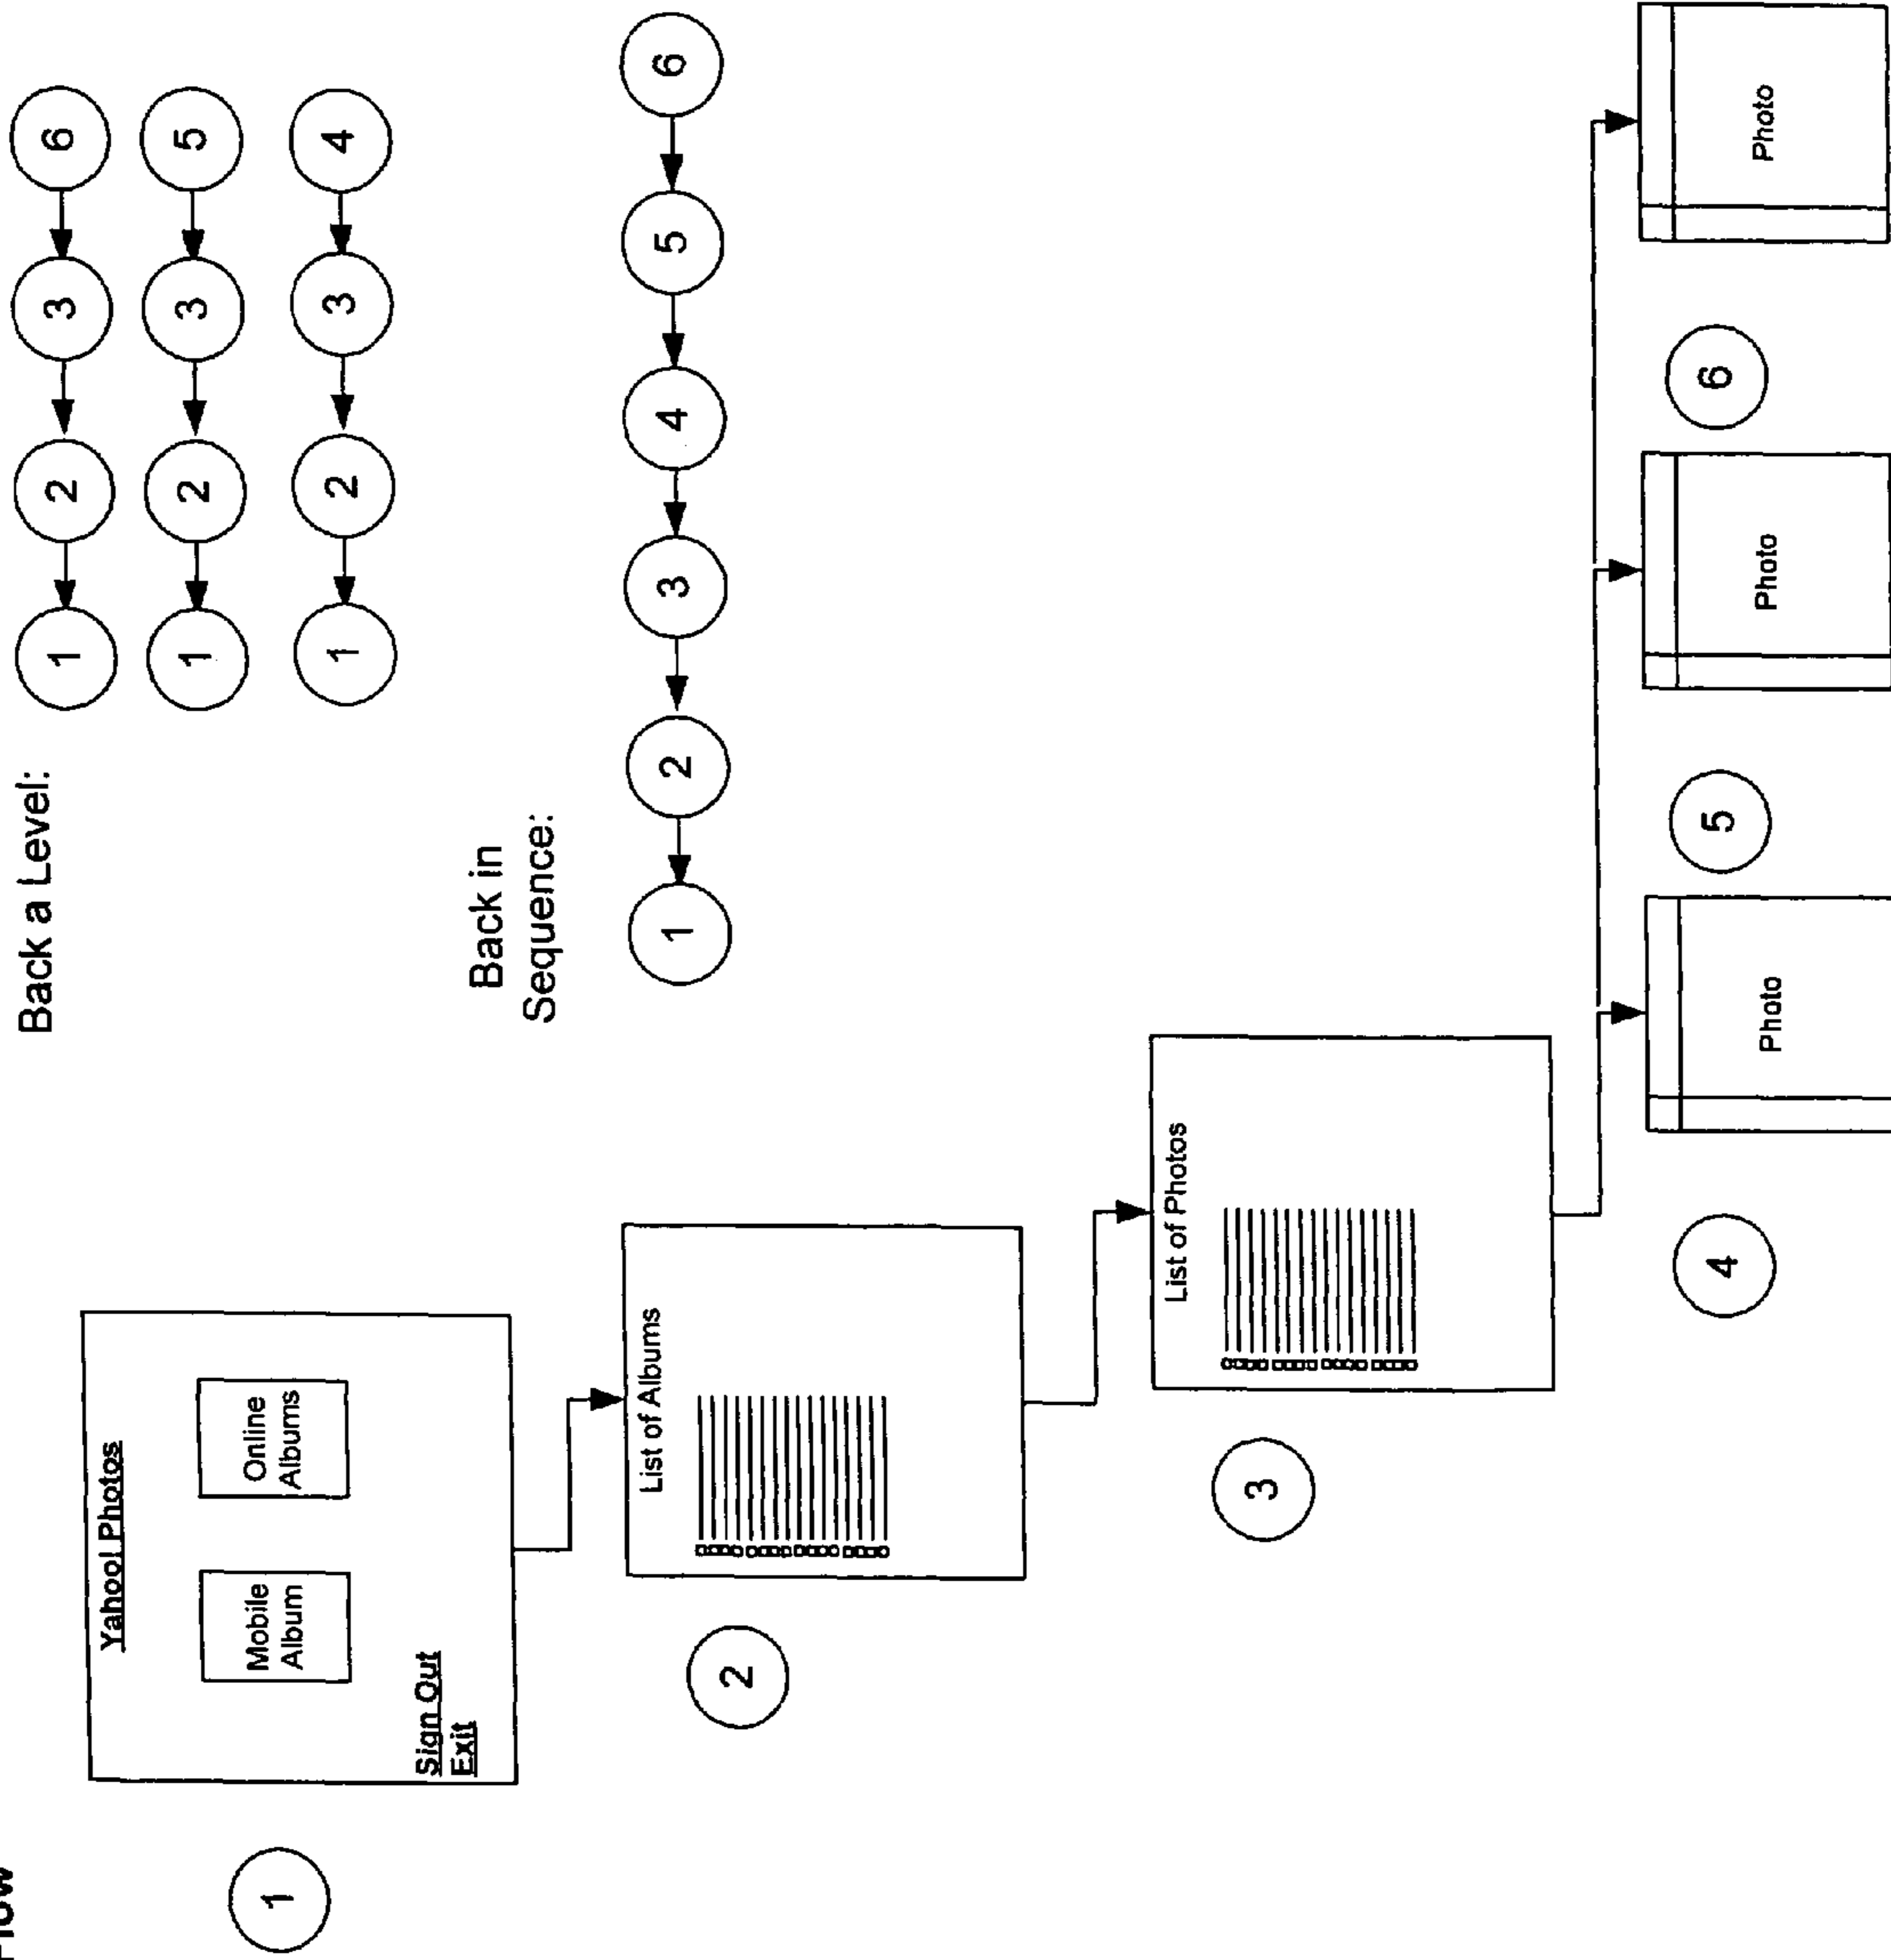 Flow
1
Yahoo! Photos
Mobile
Album
Online
Albums
Sign Out
Exit
Back a Level:
1 2 3 6
1 2 3 5
1 2 3 4
Back in
Sequence:
1 2 3 4 5 6
2
List of Albums
3
List of Photos
4
Photo
5
Photo
6
Photo